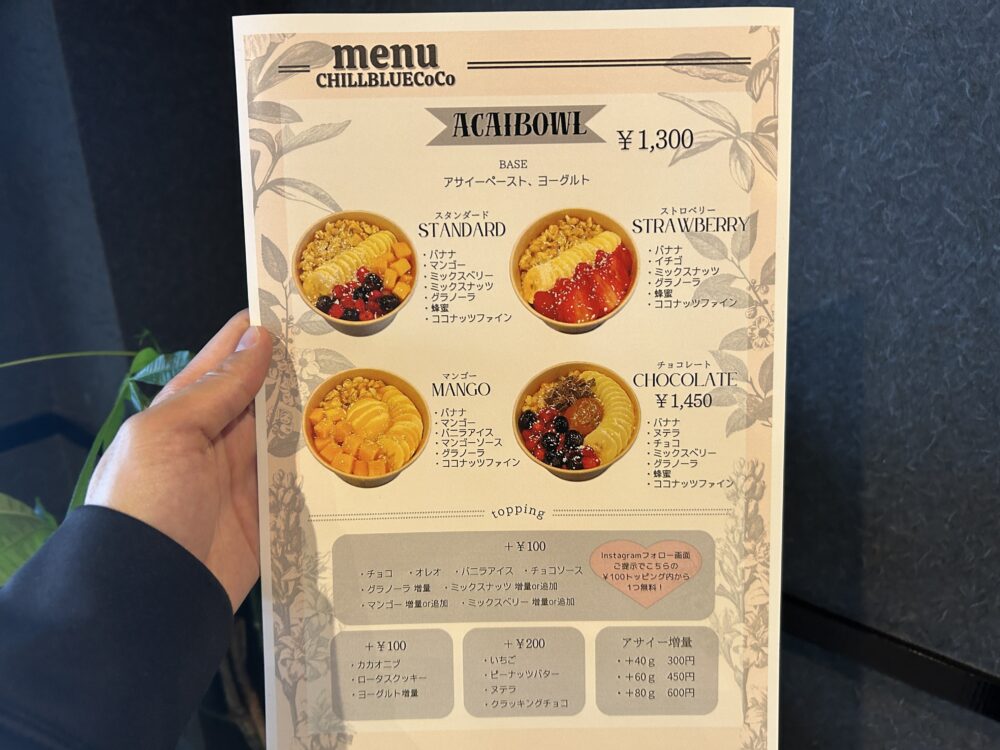 menu
CHILLBLUECoCo
ACAIBOWL
￥1,300
BASE
アサイーペースト、ヨーグルト
スタンダード
STANDARD
・バナナ
・マンゴー
・ミックスベリー
・ミックスナッツ
・グラノーラ
・蜂蜜
・ココナッツファイン
ストロベリー
STRAWBERRY
・バナナ
・イチゴ
・ミックスナッツ
・グラノーラ
・蜂蜜
・ココナッツファイン
マンゴー
MANGO
・バナナ
・マンゴー
・バニラアイス
・マンゴーソース
・グラノーラ
・ココナッツファイン
チョコレート
CHOCOLATE
￥1,450
・バナナ
・ヌテラ
・チョコ
・ミックスベリー
・グラノーラ
・蜂蜜
・ココナッツファイン
topping
＋￥100
・チョコ ・オレオ ・バニラアイス ・チョコソース
・グラノーラ 増量 ・ミックスナッツ 増量or追加
・マンゴー 増量or追加 ・ミックスベリー 増量or追加
Instagramフォロー画面
ご提示でこちらの
￥100トッピング内から
1つ無料！
＋￥100
・カカオニブ
・ロータスクッキー
・ヨーグルト増量
＋￥200
・いちご
・ピーナッツバター
・ヌテラ
・クラッキングチョコ
アサイー増量
・＋40ｇ 300円
・＋60ｇ 450円
・＋80ｇ 600円